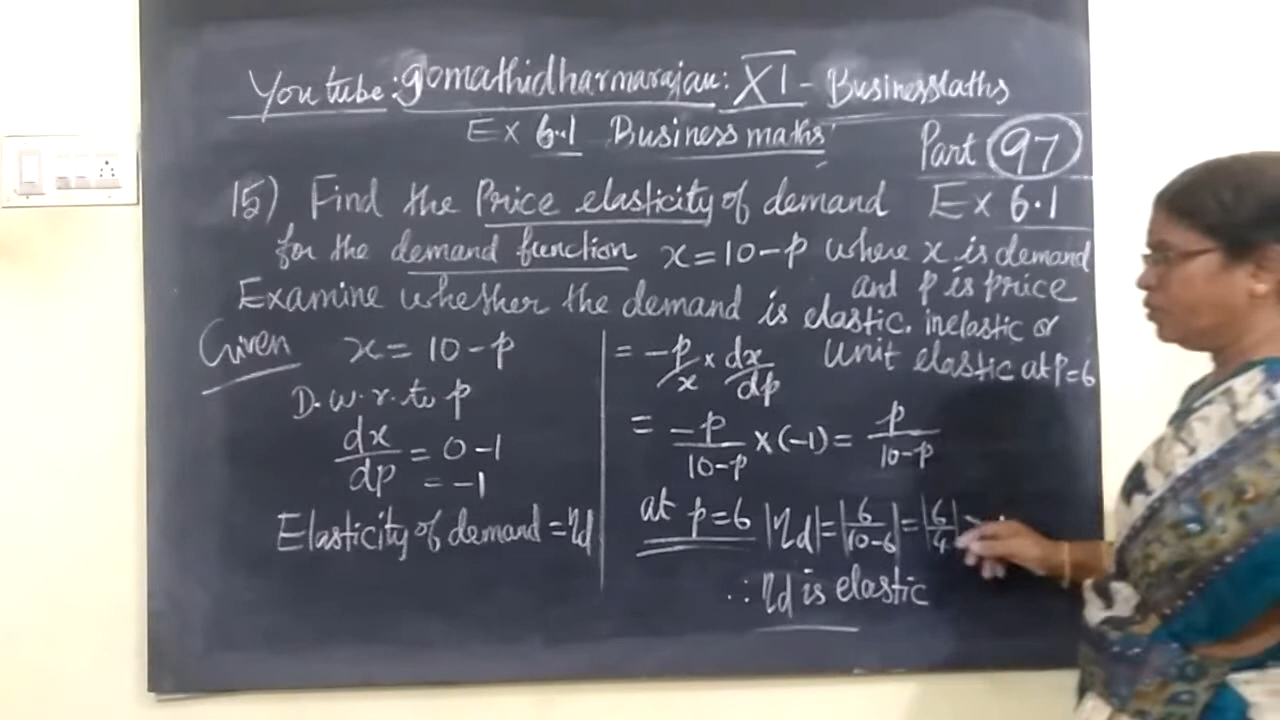 Youtube: gomathidharmarajan: XI - Business Maths
Ex 6.1 Business maths
Part 97
15) Find the Price elasticity of demand Ex 6.1
for the demand function x = 10 - p where x is demand
and p is price
Examine whether the demand is elastic, inelastic or
unit elastic at P=6
Given x = 10 - p
D. w. r. to p
dx/dp = 0 - 1
= -1
Elasticity of demand = ηd
= -p/x × dx/dp
= -p/10-p × (-1) = p/10-p
at p=6 |ηd| = |6/10-6| = |6/4| >
∴ ηd is elastic